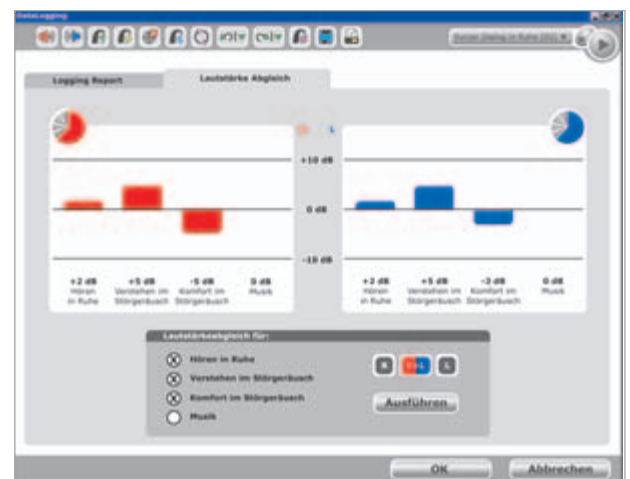 DataLogging
Logging Report
Lautstärke Abgleich
L
+10 dB
0 dB
-10 dB
+2 dB +5 dB -5 dB 0 dB
Hören Verstehen im Komfort im Musik
in Ruhe Störgeräusch Störgeräusch
+2 dB +5 dB -3 dB 0 dB
Hören Verstehen im Komfort im Musik
in Ruhe Störgeräusch Störgeräusch
Lautstärkeabgleich für:
Hören in Ruhe
Verstehen im Störgeräusch
Komfort im Störgeräusch
Musik
R
L
Ausführen
OK
Abbrechen